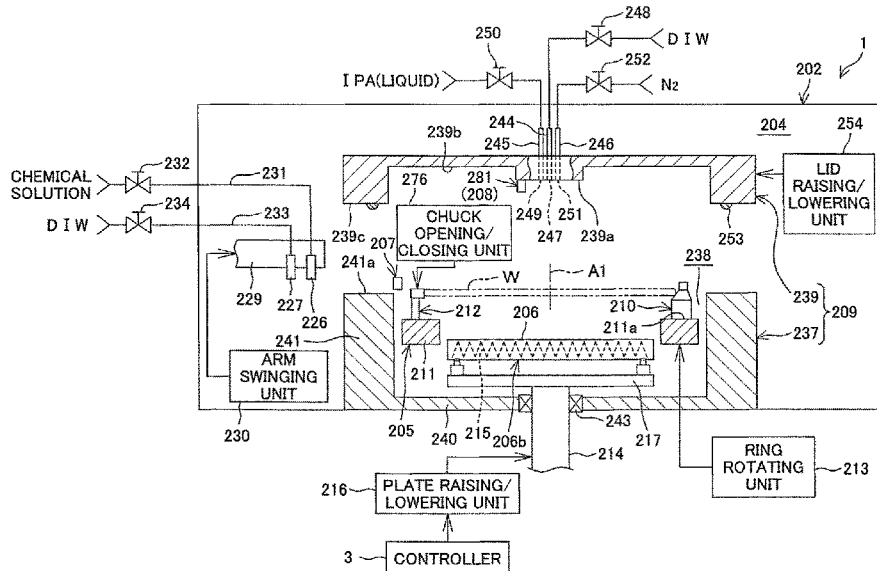 248
250
D I W
1
252
202
I PA(LIQUID)
N2
244
245
246
204
254
239b
CHEMICAL
SOLUTION
232
231
276
281
(208)
249
247
251
239a
LID
RAISING/
LOWERING
UNIT
234
D I W
233
CHUCK
OPENING/
CLOSING UNIT
239c
253
207
241a
W
A1
238
229
227
226
212
206
210
211a
239
209
237
241
ARM
SWINGING
UNIT
211
230
205
240
215
206b
243
217
214
RING
ROTATING
UNIT
213
216
PLATE RAISING/
LOWERING UNIT
3
CONTROLLER